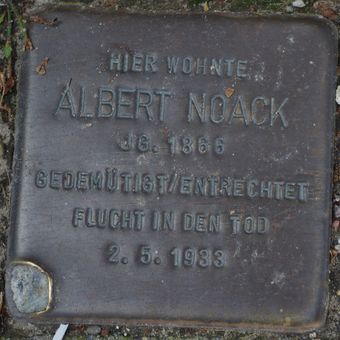 HIER WOHNTE
ALBERT NOACK
JG. 1866
GEDEMÜTIGT/ENTRECHTET
FLUCHT IN DEN TOD
2. 5. 1933